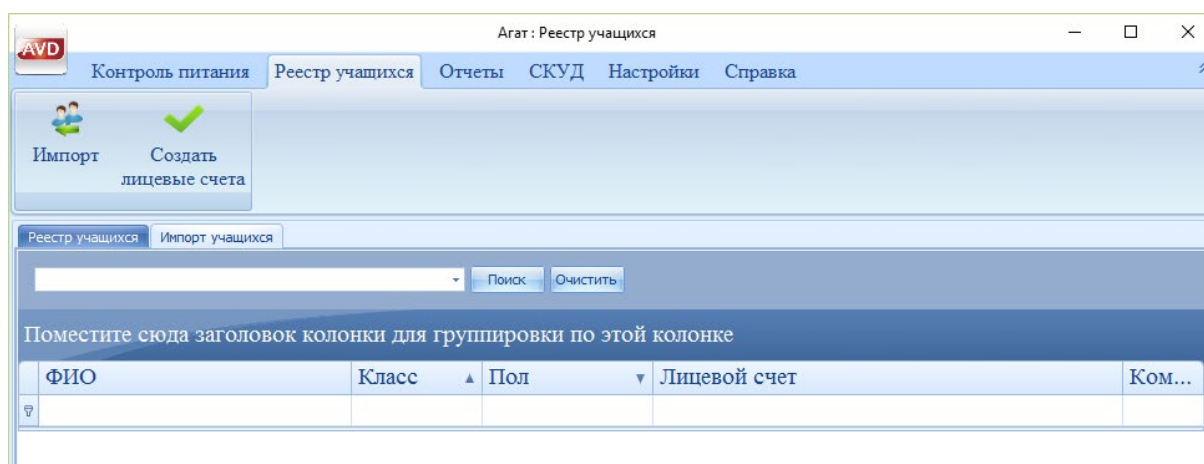 Агат : Реестр учащихся
AVD
Контроль питания Реестр учащихся Отчеты СКУД Настройки Справка
Импорт
Создать
лицевые счета
Реестр учащихся Импорт учащихся
Поиск Очистить
Поместите сюда заголовок колонки для группировки по этой колонке
ФИО Класс Пол Лицевой счет Ком...